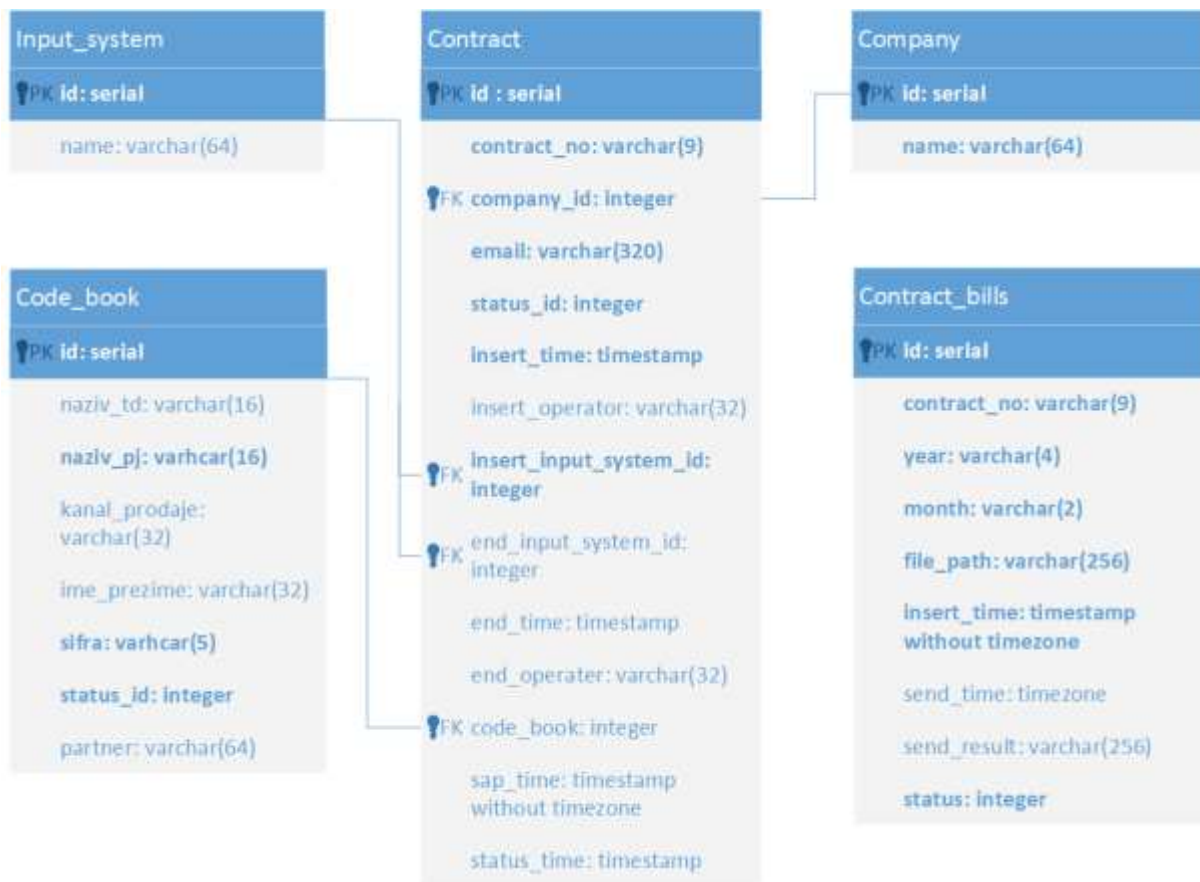 Input_system
PK id: serial
name: varchar(64)
Code_book
PK id: serial
naziv_td: varchar(16)
naziv_pj: varhcar(16)
kanal_prodaje:
varchar(32)
ime_prezime: varchar(32)
sifra: varhcar(5)
status_id: integer
partner: varchar(64)
Contract
PK id : serial
contract_no: varchar(9)
FK company_id: integer
email: varchar(320)
status_id: integer
insert_time: timestamp
insert_operator: varchar(32)
FK insert_input_system_id:
integer
FK end_input_system_id:
integer
end_time: timestamp
end_operater: varchar(32)
FK code_book: integer
sap_time: timestamp
without timezone
status_time: timestamp
Company
PK id: serial
name: varchar(64)
Contract_bills
PK id: serial
contract_no: varchar(9)
year: varchar(4)
month: varchar(2)
file_path: varchar(256)
insert_time: timestamp
without timezone
send_time: timezone
send_result: varchar(256)
status: integer